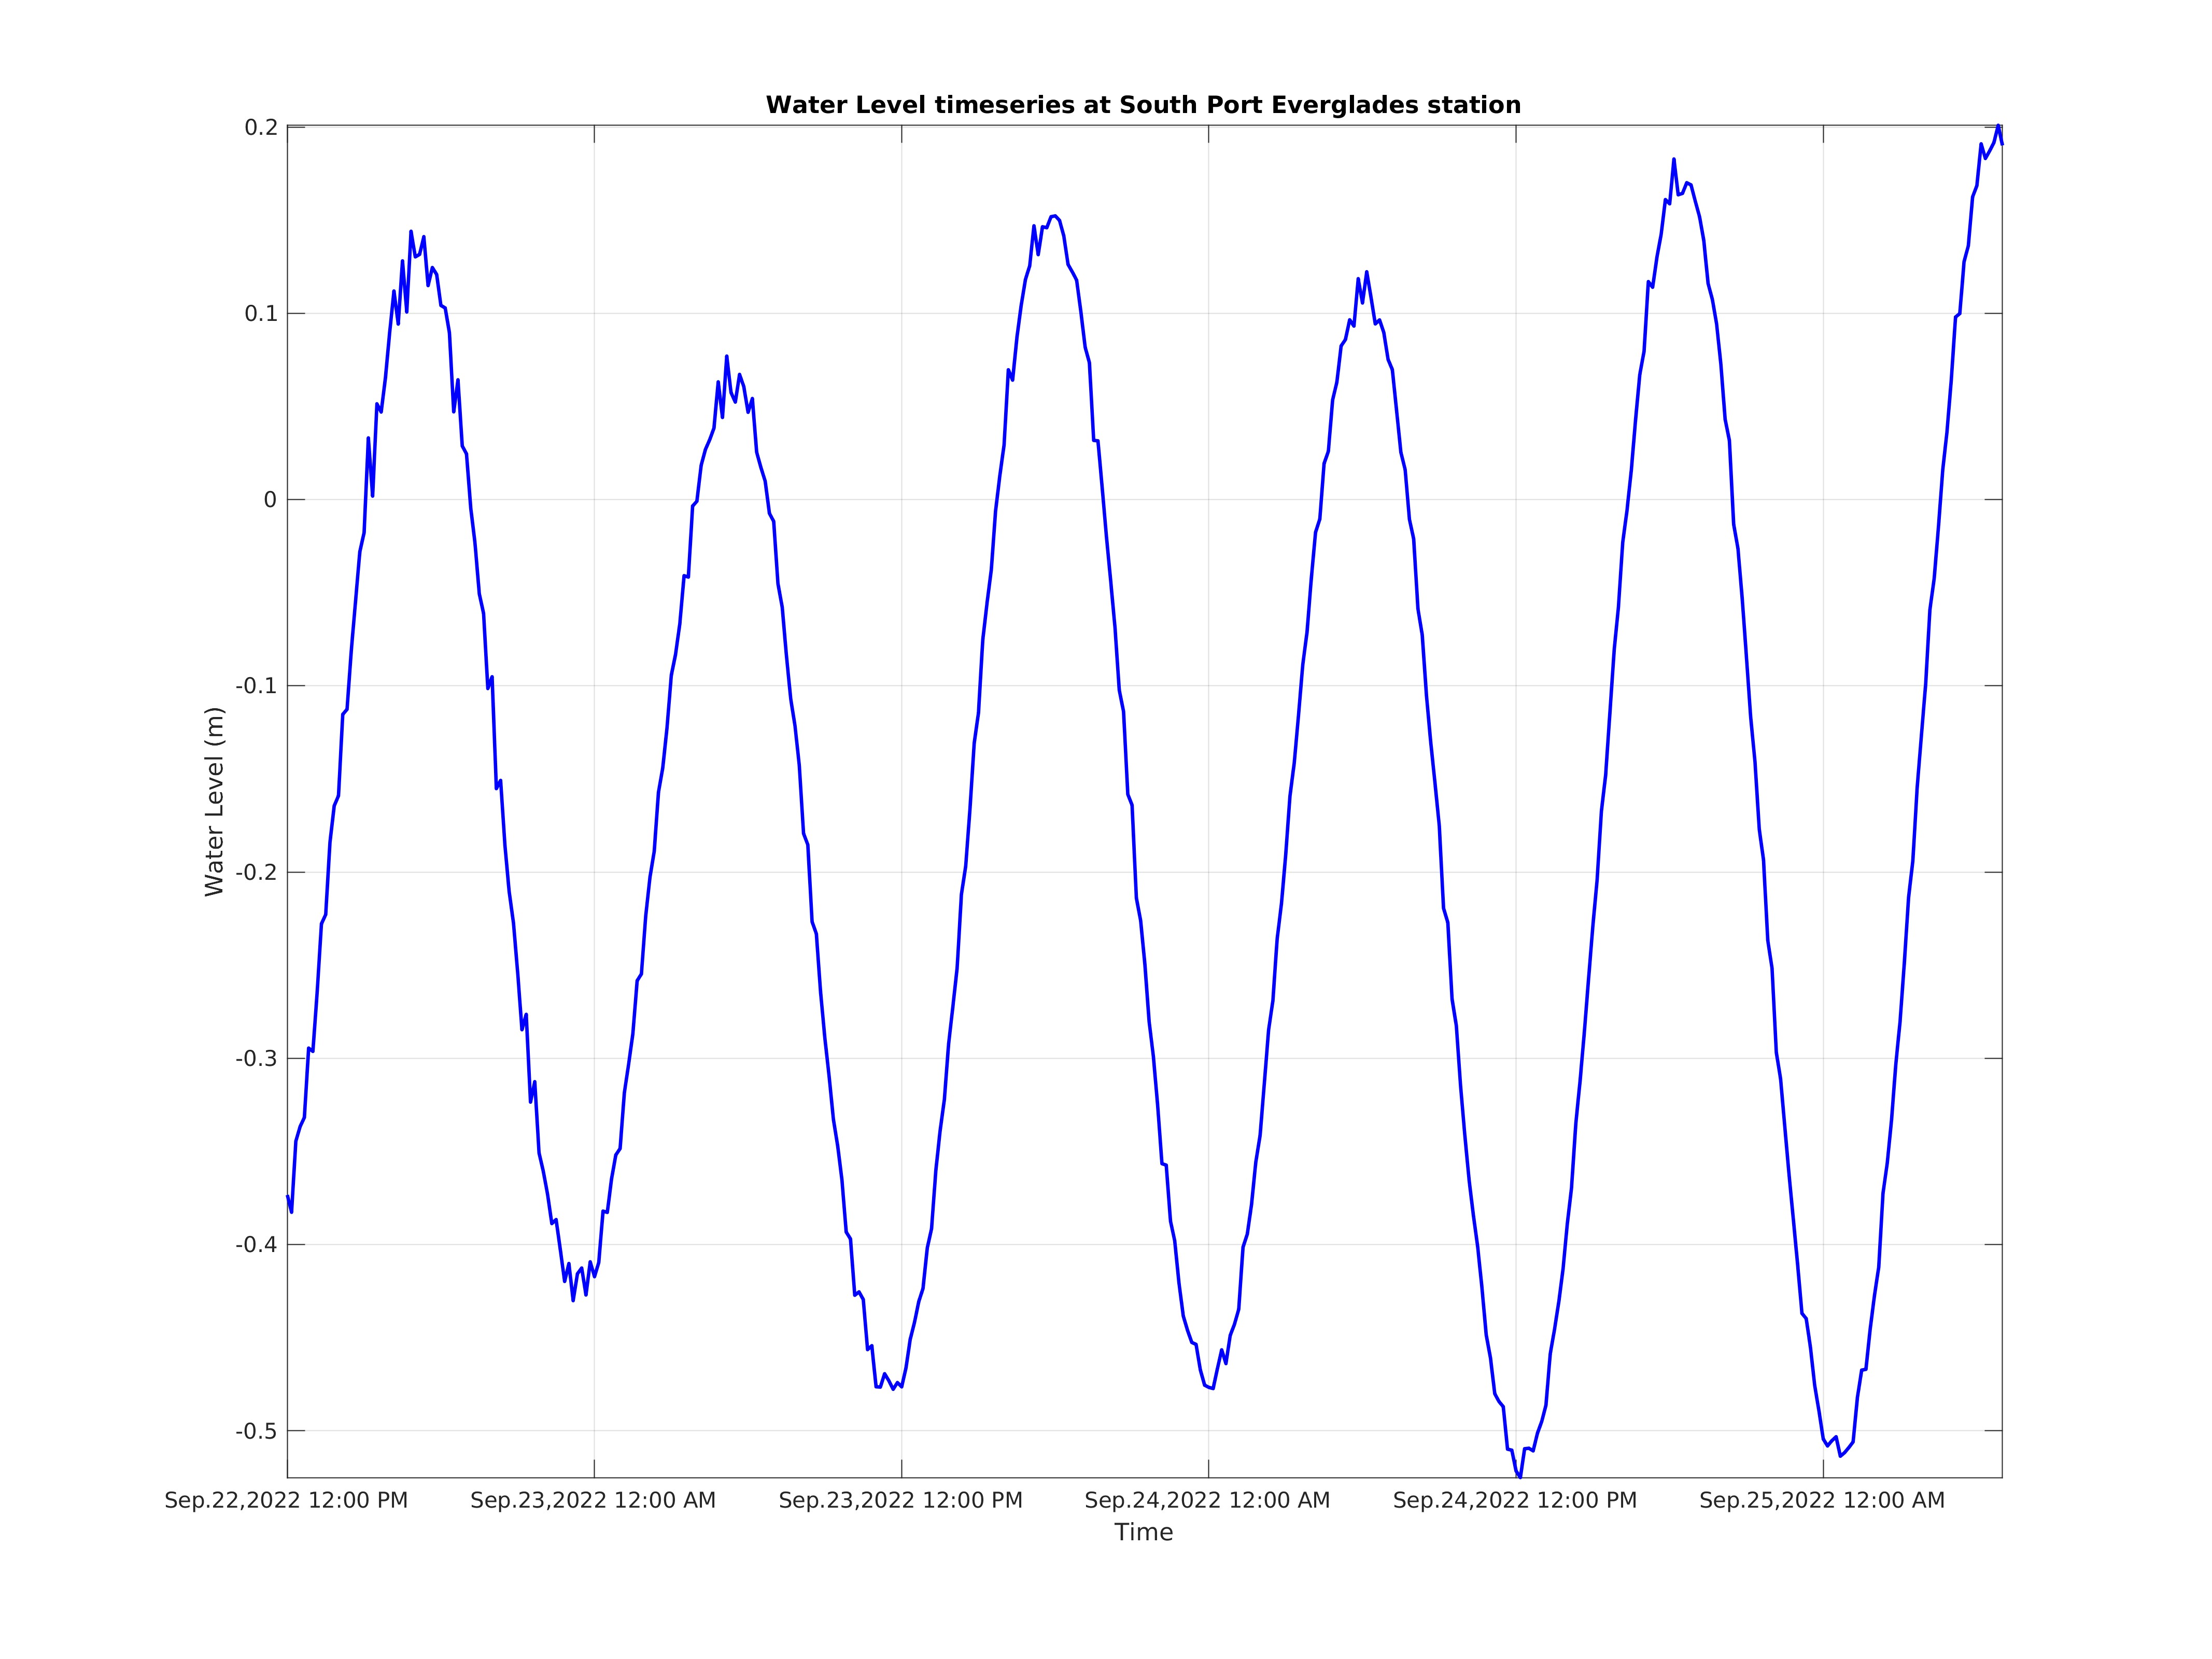 Water Level timeseries at South Port Everglades station
0.2
0.1
0
-0.1
-0.2
-0.3
-0.4
-0.5
Water Level (m)
Sep.22,2022 12:00 PM
Sep.23,2022 12:00 AM
Sep.23,2022 12:00 PM
Sep.24,2022 12:00 AM
Sep.24,2022 12:00 PM
Sep.25,2022 12:00 AM
Time